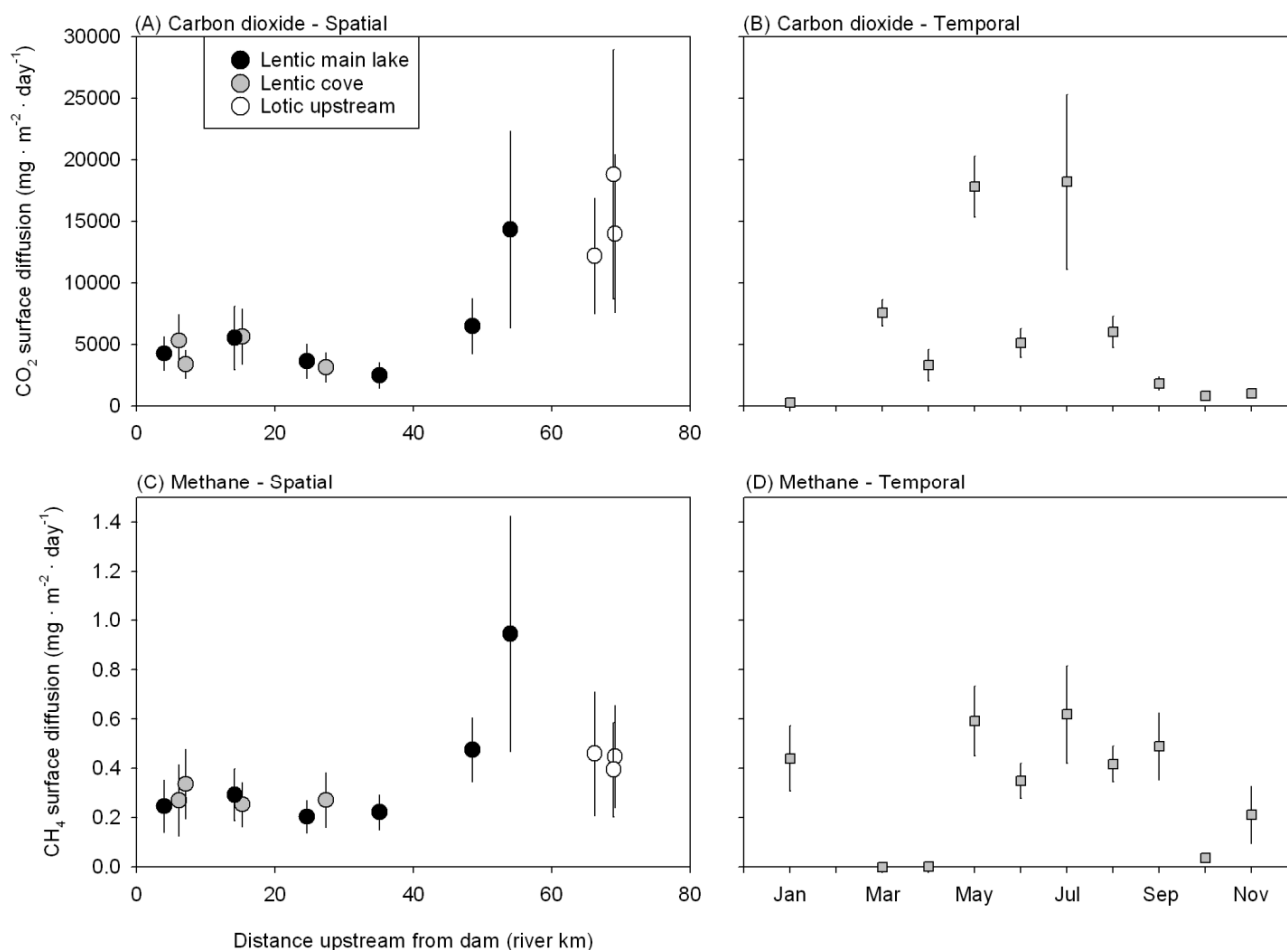 (A) Carbon dioxide - Spatial
(B) Carbon dioxide - Temporal
30000
25000
20000
15000
10000
5000
0
CO₂ surface diffusion (mg · m⁻² · day⁻¹)
Lentic main lake
Lentic cove
Lotic upstream
0 20 40 60 80
(C) Methane - Spatial
(D) Methane - Temporal
1.4
1.2
1.0
0.8
0.6
0.4
0.2
0.0
CH₄ surface diffusion (mg · m⁻² · day⁻¹)
0 20 40 60 80
Jan Mar May Jul Sep Nov
Distance upstream from dam (river km)